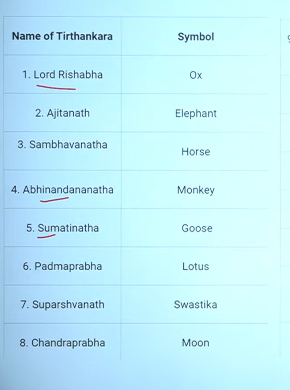 Name of Tirthankara Symbol
1. Lord Rishabha Ox
2. Ajitanath Elephant
3. Sambhavanatha Horse
4. Abhinandananatha Monkey
5. Sumatinatha Goose
6. Padmaprabha Lotus
7. Suparshvanath Swastika
8. Chandraprabha Moon